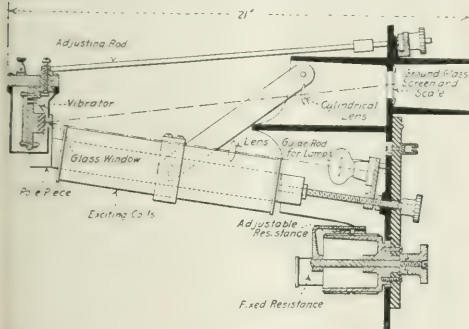 21"
Adjusting Rod
Ground Glass
Screen and
Scale
Vibrator
Cylindrical
Lens
Lens
Guide Rod
for Lamps
Glass Window
Pole Piece
Exciting Coils
Adjustable
Resistance
Fixed Resistance